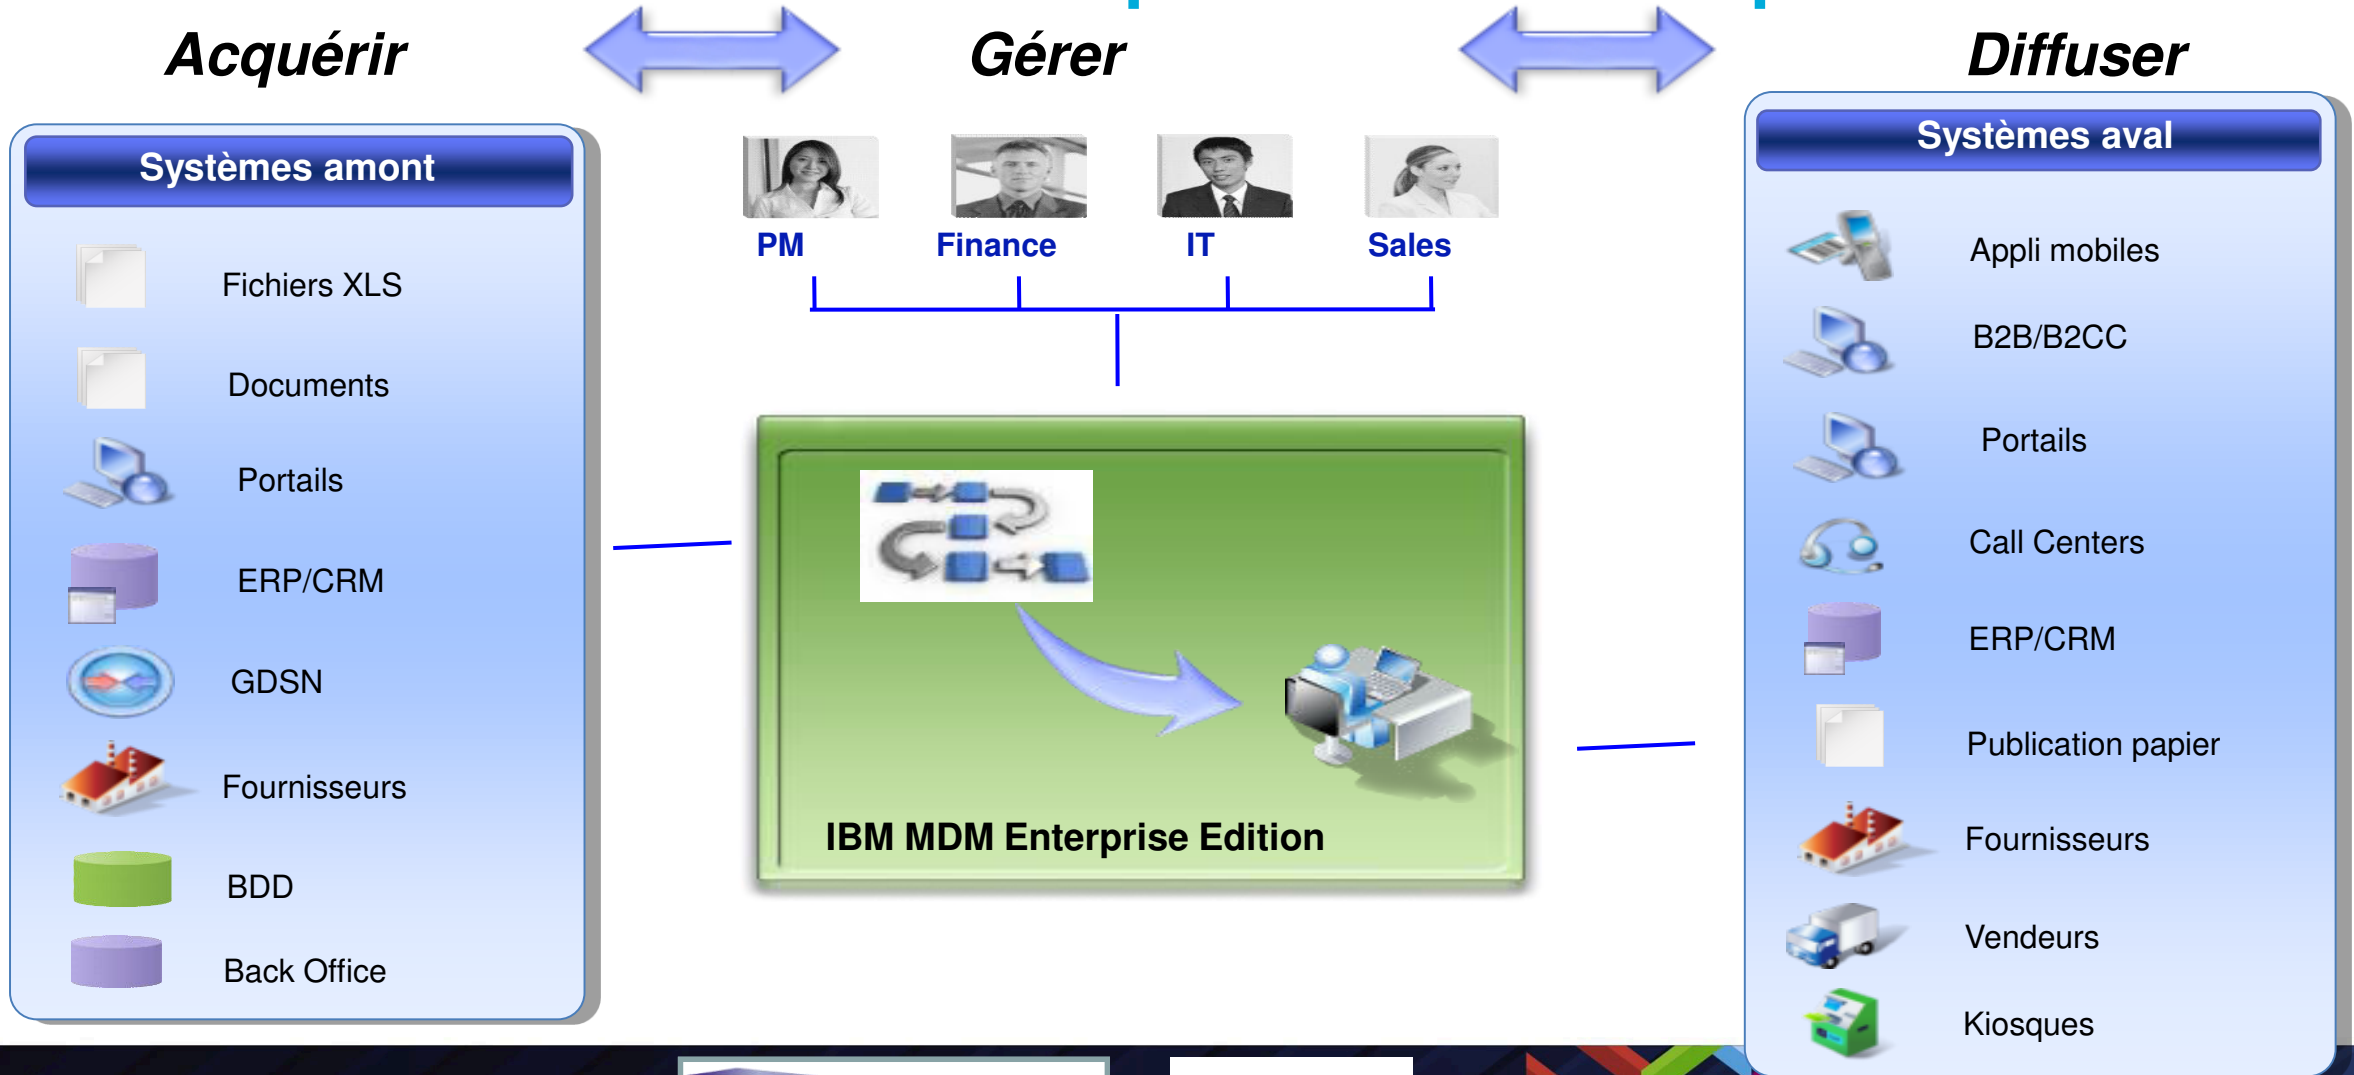 Acquérir
Gérer
Diffuser
Systèmes amont
Fichiers XLS
Documents
Portails
ERP/CRM
GDSN
Fournisseurs
BDD
Back Office
PM
Finance
IT
Sales
IBM MDM Enterprise Edition
Systèmes aval
Appli mobiles
B2B/B2CC
Portails
Call Centers
ERP/CRM
Publication papier
Fournisseurs
Vendeurs
Kiosques